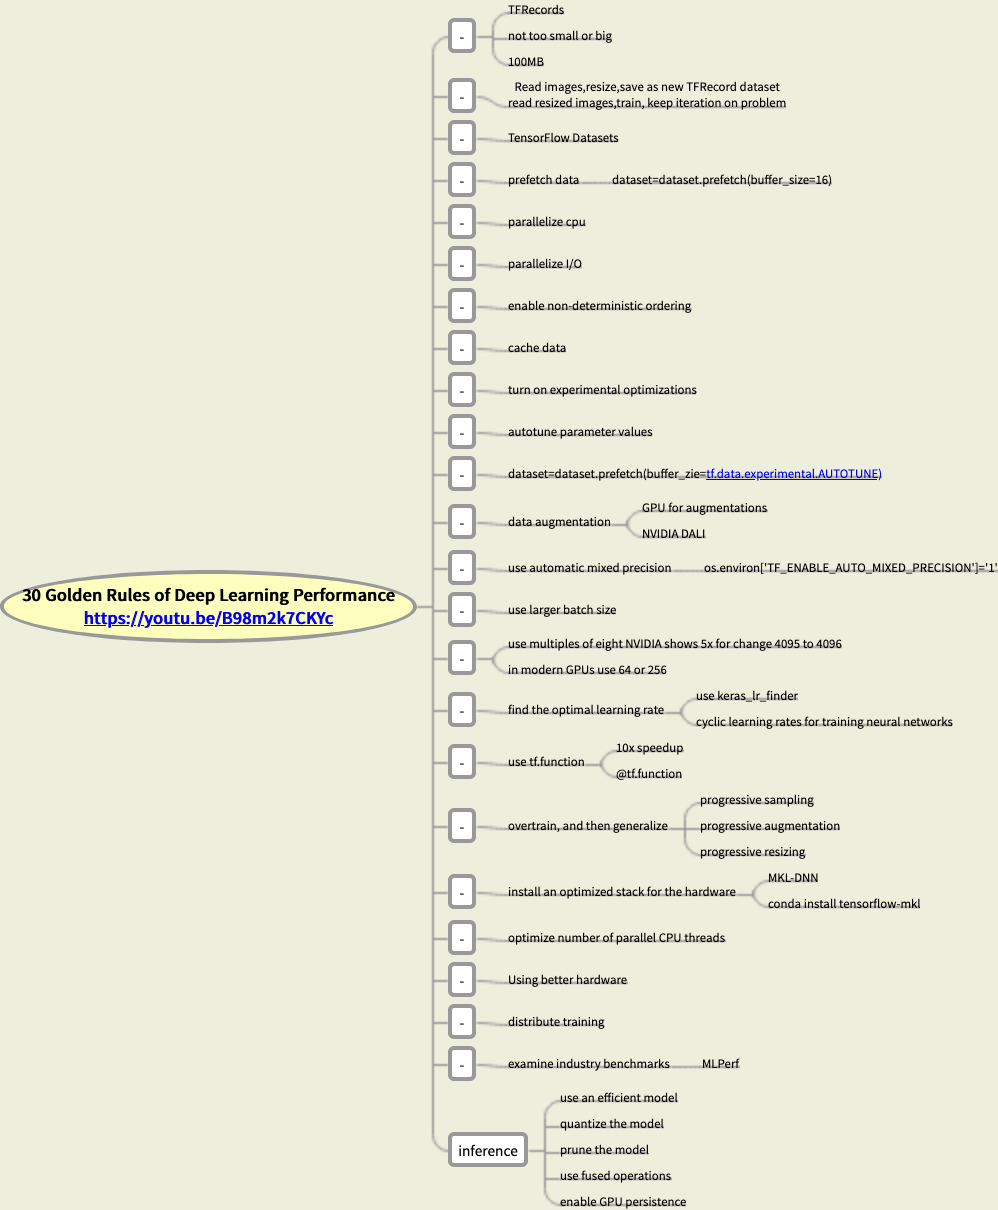 30 Golden Rules of Deep Learning Performance
https://youtu.be/B98m2k7CKYc
-
TFRecords
not too small or big
100MB
-
Read images,resize,save as new TFRecord dataset
read resized images,train, keep iteration on problem
-
TensorFlow Datasets
-
prefetch data
dataset=dataset.prefetch(buffer_size=16)
-
parallelize cpu
-
parallelize I/O
-
enable non-deterministic ordering
-
cache data
-
turn on experimental optimizations
-
autotune parameter values
-
dataset=dataset.prefetch(buffer_zie=tf.data.experimental.AUTOTUNE)
-
data augmentation
GPU for augmentations
NVIDIA DALI
-
use automatic mixed precision
os.environ['TF_ENABLE_AUTO_MIXED_PRECISION']='1'
-
use larger batch size
-
use multiples of eight NVIDIA shows 5x for change 4095 to 4096
in modern GPUs use 64 or 256
-
find the optimal learning rate
use keras_lr_finder
cyclic learning rates for training neural networks
-
use tf.function
10x speedup
@tf.function
-
overtrain, and then generalize
progressive sampling
progressive augmentation
progressive resizing
-
install an optimized stack for the hardware
MKL-DNN
conda install tensorflow-mkl
-
optimize number of parallel CPU threads
-
Using better hardware
-
distribute training
-
examine industry benchmarks
MLPerf
inference
use an efficient model
quantize the model
prune the model
use fused operations
enable GPU persistence